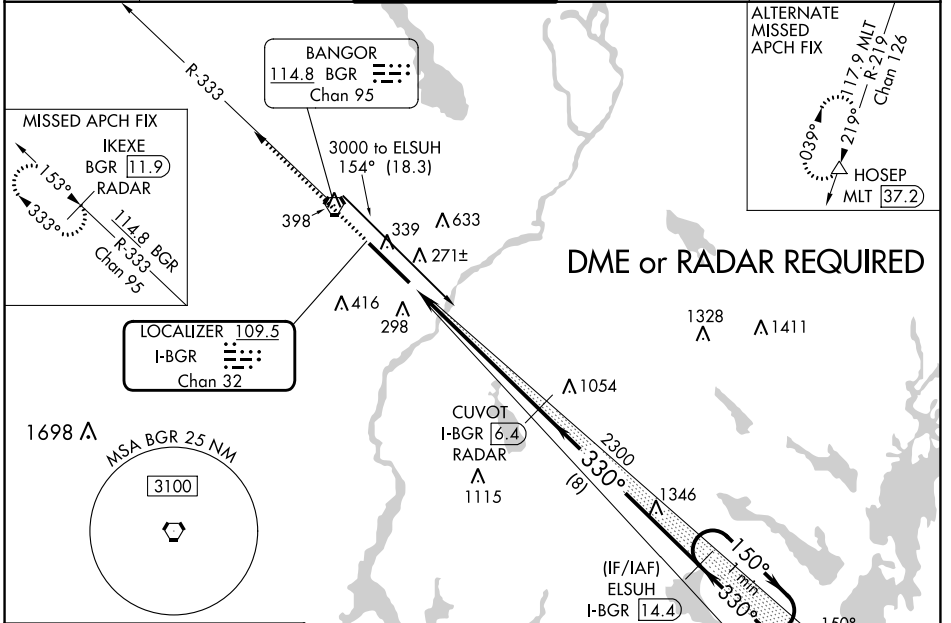 R-333
BANGOR
114.8 BGR
Chan 95
ALTERNATE
MISSED
APCH FIX
117.9 MLT
R-219
Chan 126
039°
219°
HOSEP
MLT 37.2
MISSED APCH FIX
IKEXE
BGR 11.9
RADAR
153°
333°
114.8 BGR
R-333
Chan 95
3000 to ELSUH
154° (18.3)
398
339
633
271±
DME or RADAR REQUIRED
416
298
1328
1411
LOCALIZER 109.5
I-BGR
Chan 32
1054
CUVOT
I-BGR 6.4
RADAR
1115
1698
MSA BGR 25 NM
3100
2300
330°
(8)
1346
(IF/IAF)
ELSUH
I-BGR 14.4
150°
1 min
330°